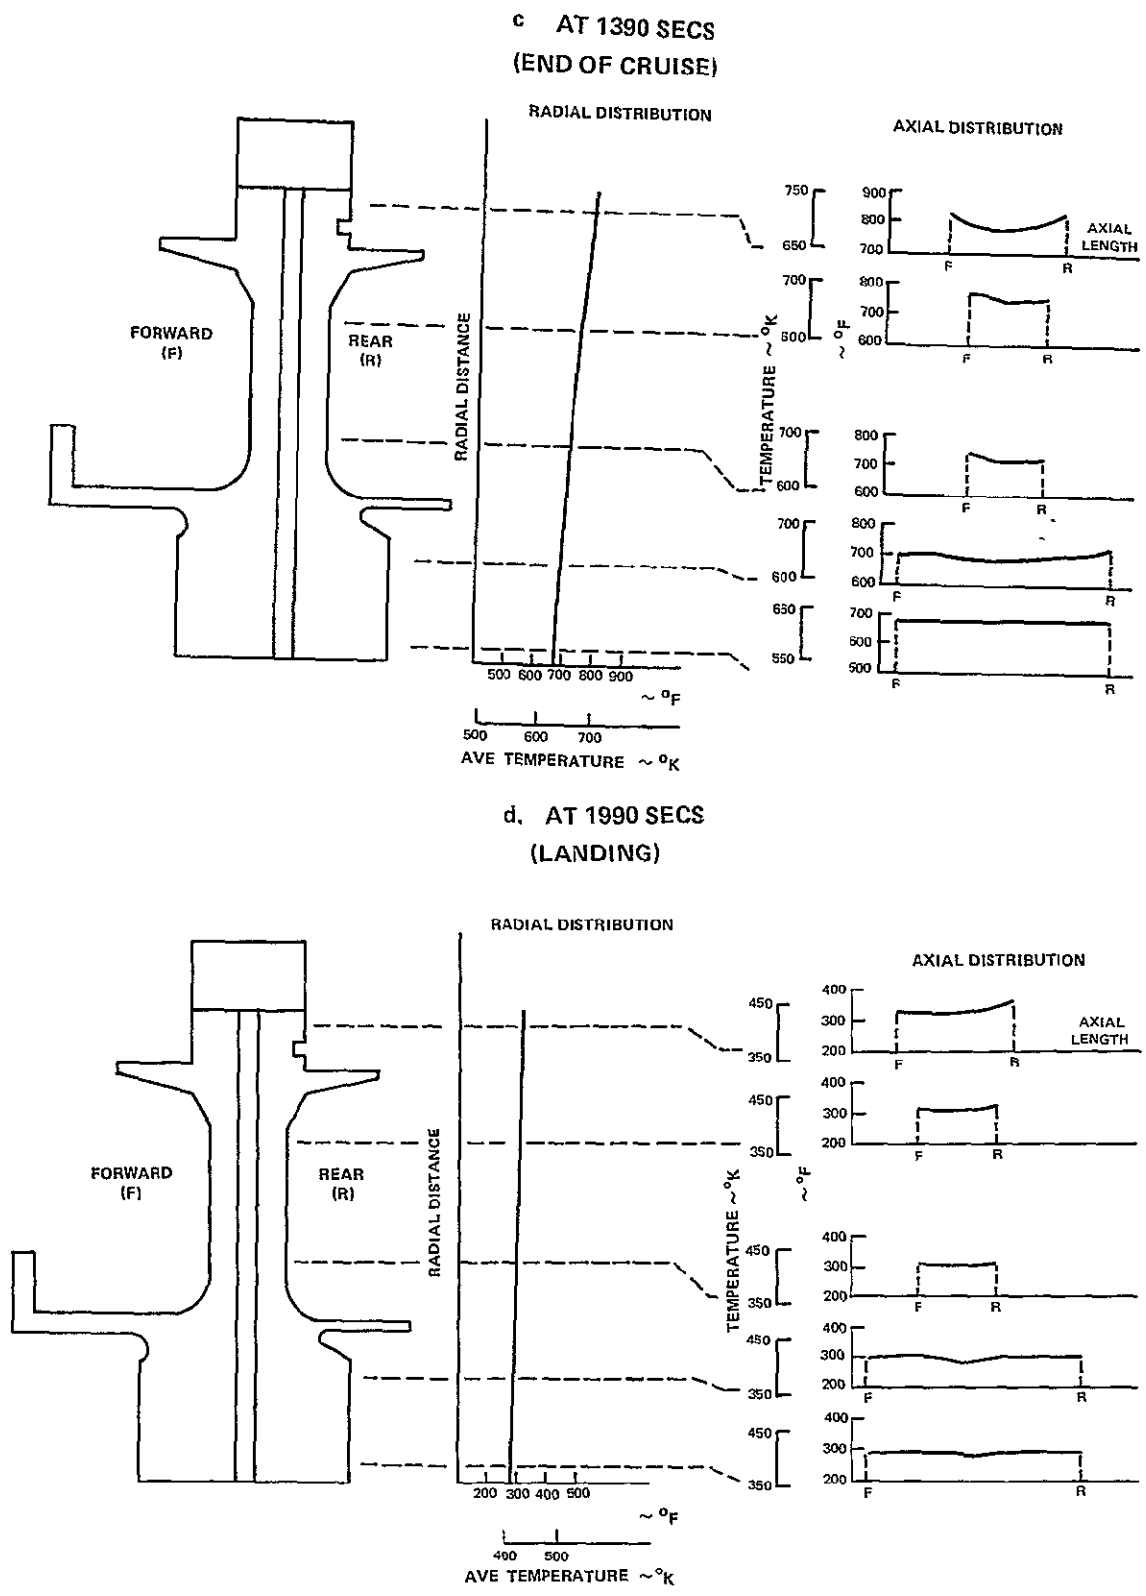 c AT 1390 SECS
(END OF CRUISE)
RADIAL DISTRIBUTION
AXIAL DISTRIBUTION
FORWARD
(F)
REAR
(R)
RADIAL DISTANCE
500 600 700 800 900
~ °F
500 600 700
AVE TEMPERATURE ~ °K
TEMPERATURE ~ °K
~ °F
750
650
900
800
700
F R
AXIAL
LENGTH
700
600
800
700
600
F R
700
600
800
700
600
F R
700
600
800
700
600
F R
650
550
700
600
500
F R
d. AT 1990 SECS
(LANDING)
RADIAL DISTRIBUTION
AXIAL DISTRIBUTION
FORWARD
(F)
REAR
(R)
RADIAL DISTANCE
200 300 400 500
~ °F
400 500
AVE TEMPERATURE ~ °K
TEMPERATURE ~ °K
~ °F
450
350
400
300
200
F R
AXIAL
LENGTH
450
350
400
300
200
F R
450
350
400
300
200
F R
450
350
400
300
200
F R
450
350
400
300
200
F R